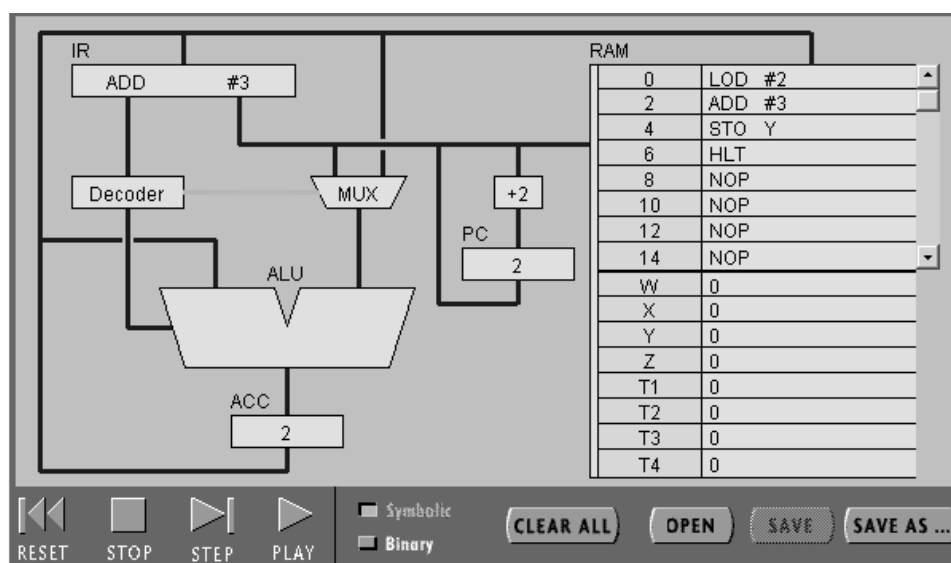 IR
ADD #3
Decoder
MUX
+2
PC
2
ALU
ACC
2
RAM
0 LOD #2
2 ADD #3
4 STO Y
6 HLT
8 NOP
10 NOP
12 NOP
14 NOP
W 0
X 0
Y 0
Z 0
T1 0
T2 0
T3 0
T4 0
RESET STOP STEP PLAY
Symbolic
Binary
CLEAR ALL OPEN SAVE SAVE AS ...